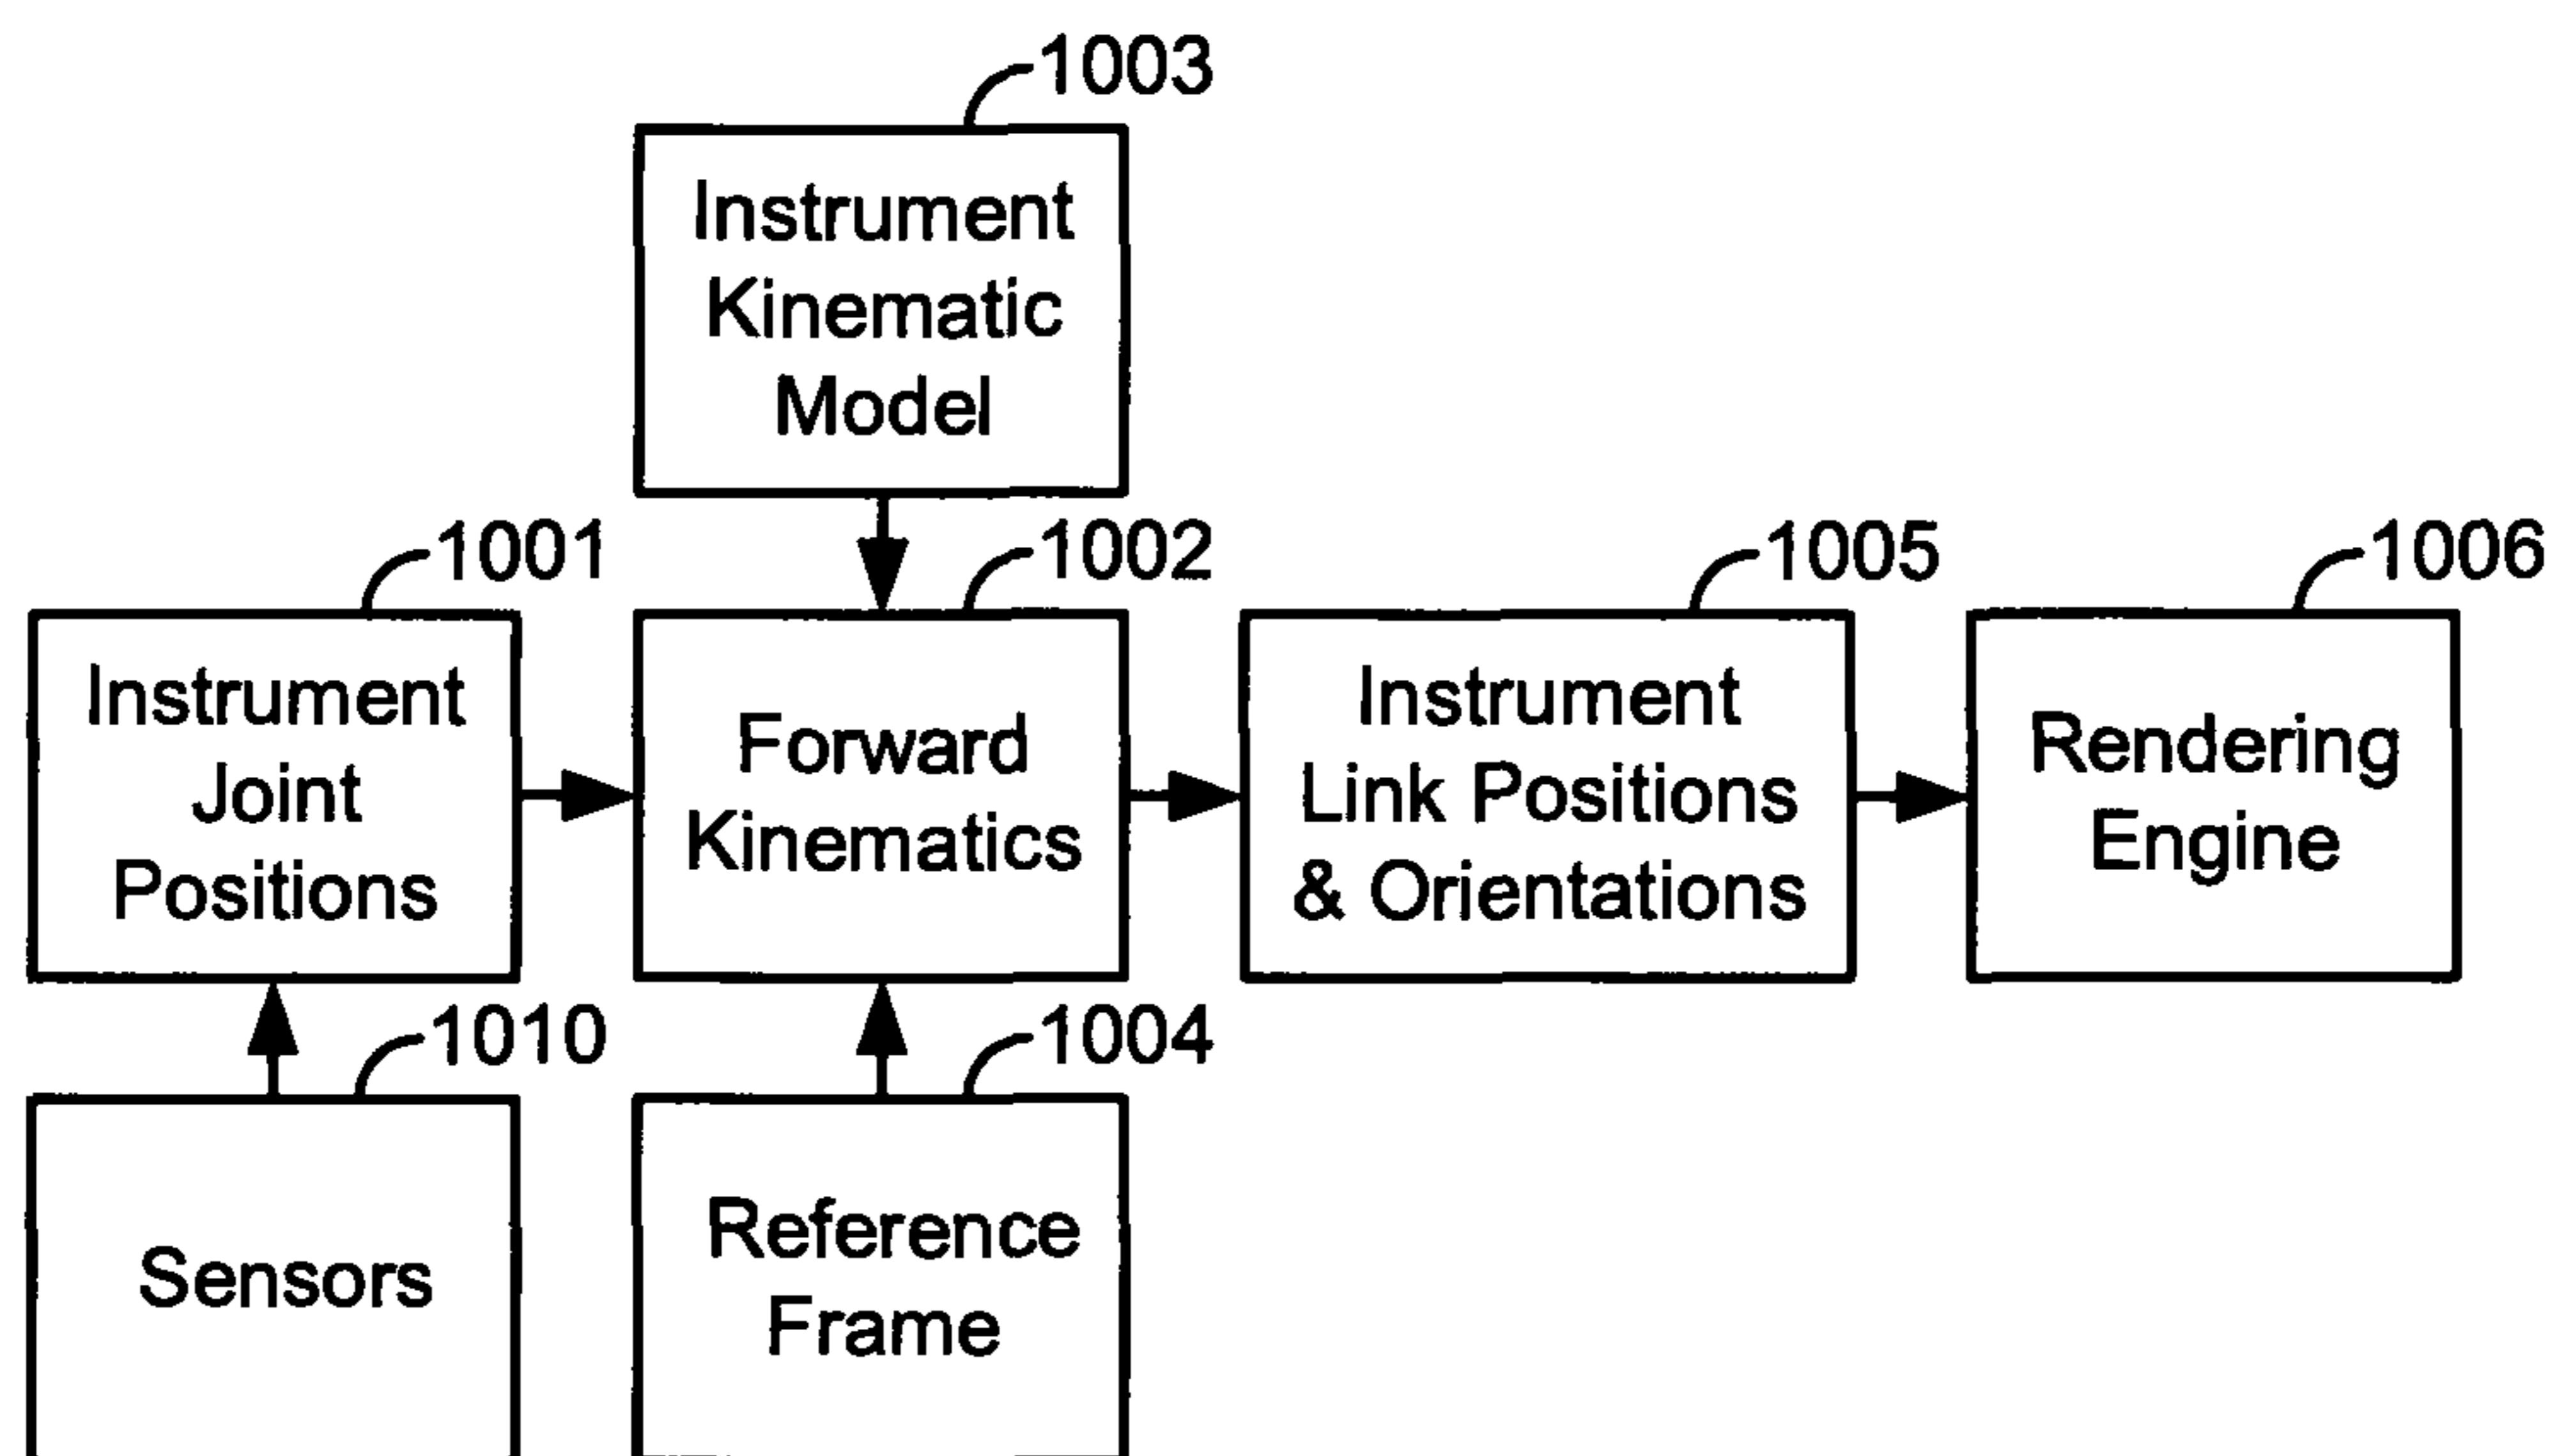 1003
Instrument
Kinematic
Model
1001
1002
1005
1006
Instrument
Joint
Positions
Forward
Kinematics
Instrument
Link Positions
& Orientations
Rendering
Engine
1010
1004
Sensors
Reference
Frame